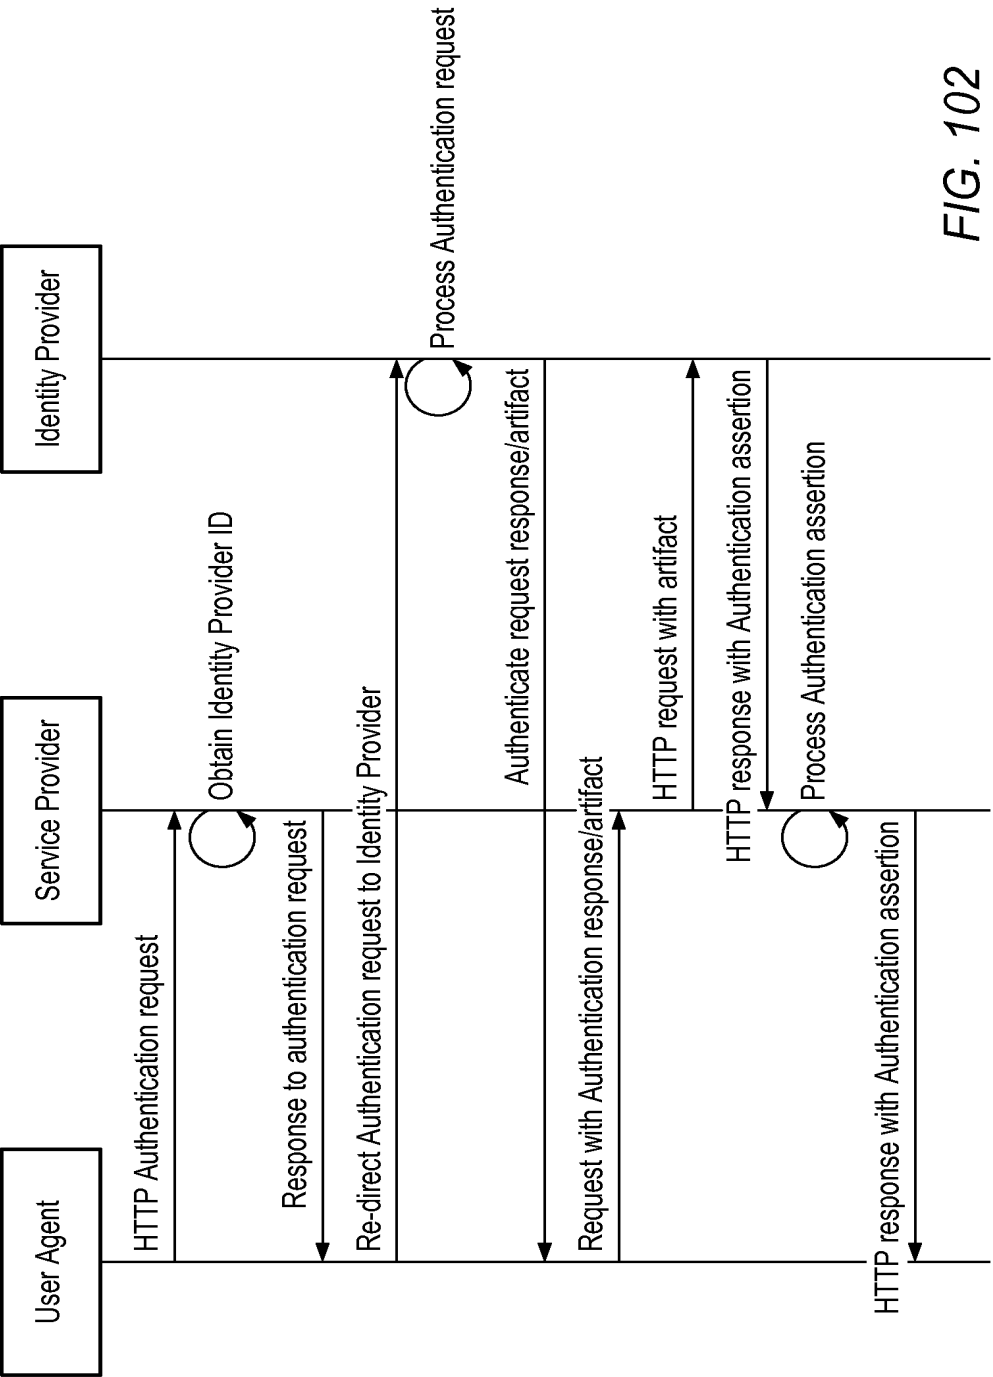 User Agent
Service Provider
Identity Provider
HTTP Authentication request
Obtain Identity Provider ID
Response to authentication request
Re-direct Authentication request to Identity Provider
Process Authentication request
Authenticate request response/artifact
Request with Authentication response/artifact
HTTP request with artifact
HTTP response with Authentication assertion
Process Authentication assertion
HTTP response with Authentication assertion
FIG. 102